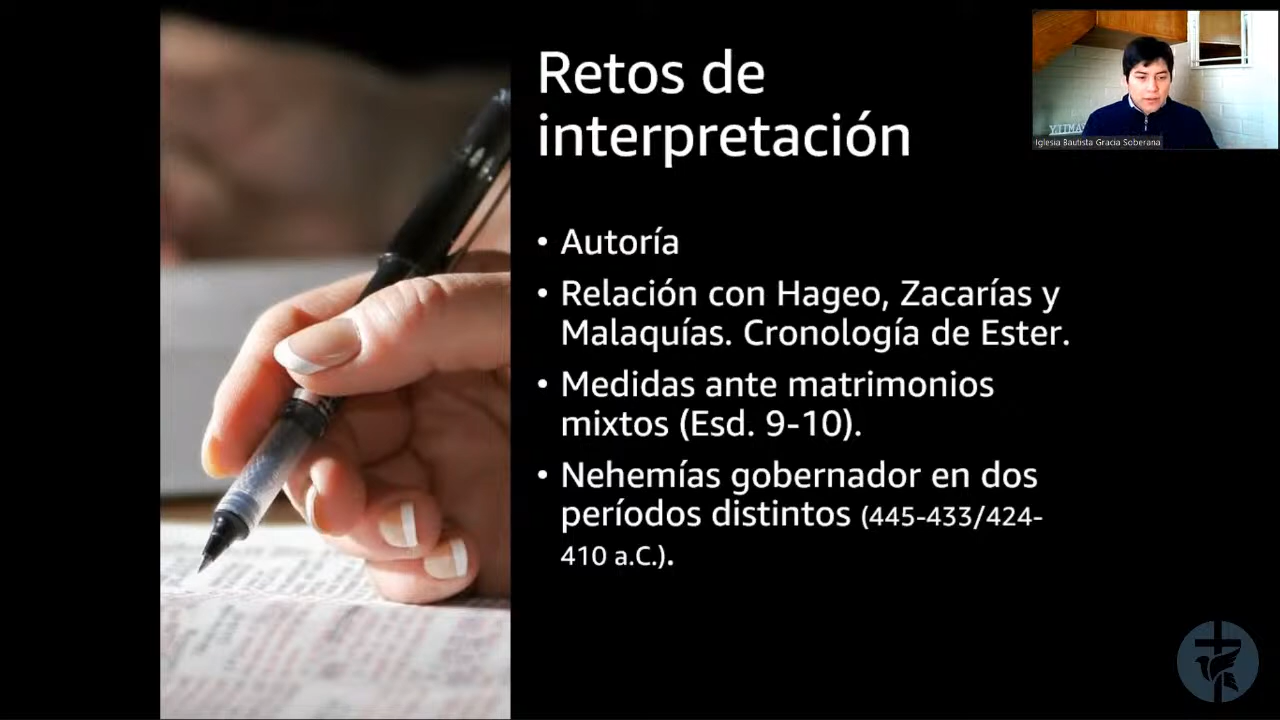 Retos de
interpretación
• Autoría
• Relación con Hageo, Zacarías y
Malaquías. Cronología de Ester.
• Medidas ante matrimonios
mixtos (Esd. 9-10).
• Nehemías gobernador en dos
períodos distintos (445-433/424-
410 a.C.).
Iglesia Bautista Gracia Soberana